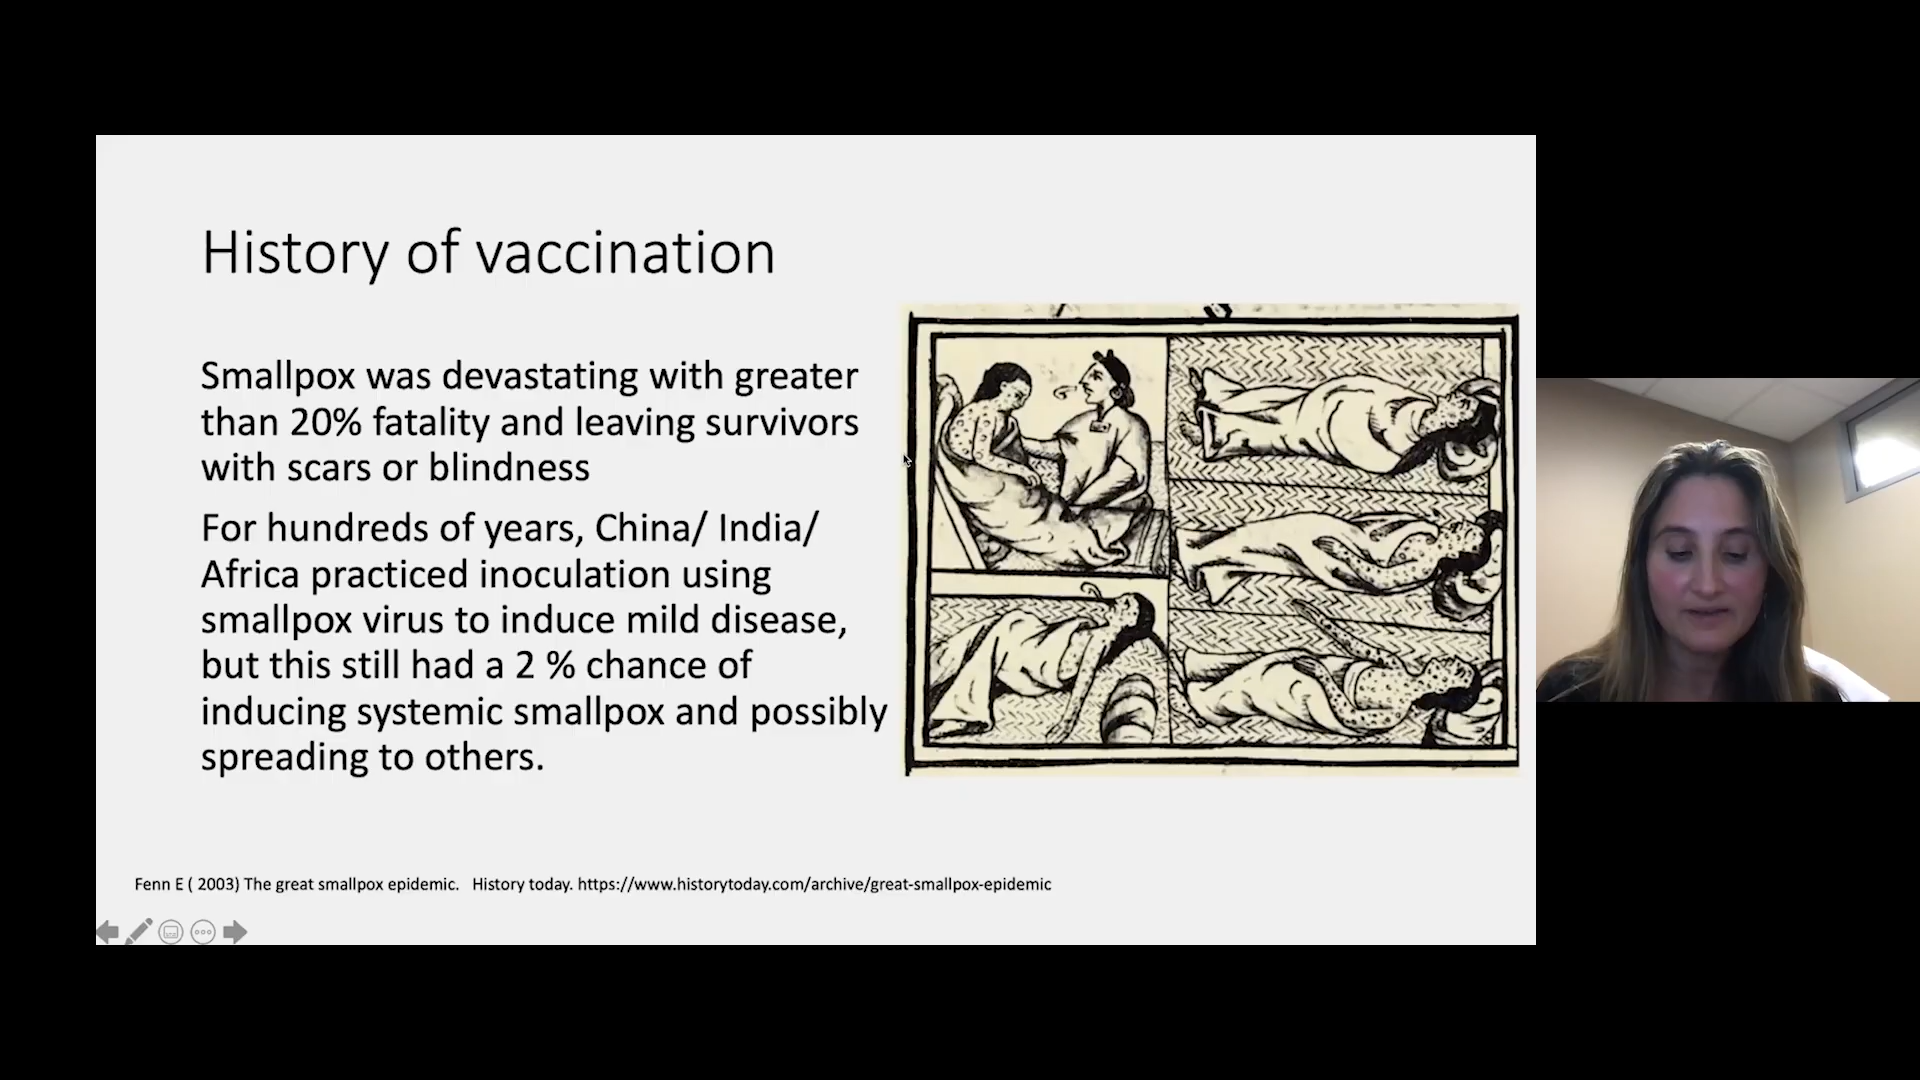 History of vaccination
Smallpox was devastating with greater
than 20% fatality and leaving survivors
with scars or blindness
For hundreds of years, China/ India/
Africa practiced inoculation using
smallpox virus to induce mild disease,
but this still had a 2 % chance of
inducing systemic smallpox and possibly
spreading to others.
Fenn E ( 2003) The great smallpox epidemic. History today. https://www.historytoday.com/archive/great-smallpox-epidemic